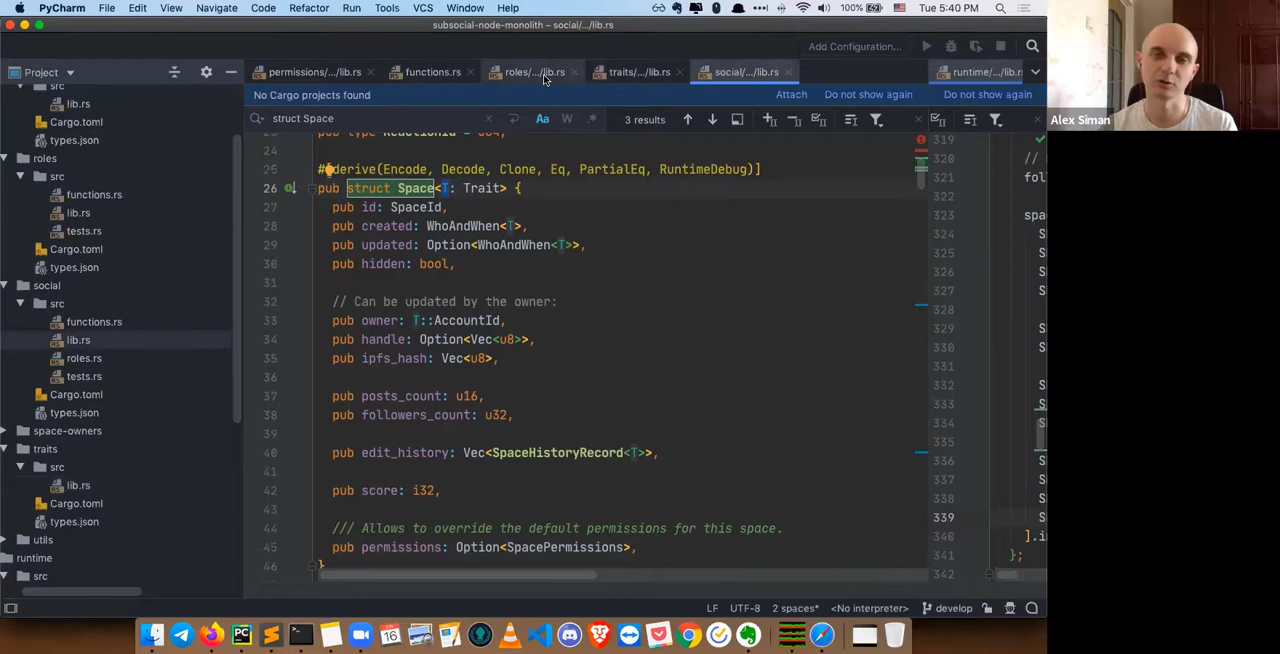 PyCharm File Edit View Navigate Code Refactor Run Tools VCS Window Help 100% Tue 5:40 PM
subsocial-node-monolith – social/.../lib.rs
Add Configuration...
Project permissions/.../lib.rs functions.rs roles/.../lib.rs traits/.../lib.rs social/.../lib.rs runtime/.../lib.rs
No Cargo projects found Attach Do not show again Do not show again
struct Space Aa W .* 3 results
src
lib.rs
Cargo.toml
types.json
roles
src
functions.rs
lib.rs
tests.rs
Cargo.toml
types.json
social
src
functions.rs
lib.rs
roles.rs
tests.rs
Cargo.toml
types.json
space-owners
traits
src
lib.rs
Cargo.toml
types.json
utils
runtime
src
24
25 #[derive(Encode, Decode, Clone, Eq, PartialEq, RuntimeDebug)]
26 pub struct Space<T: Trait> {
27 pub id: SpaceId,
28 pub created: WhoAndWhen<T>,
29 pub updated: Option<WhoAndWhen<T>>,
30 pub hidden: bool,
31
32 // Can be updated by the owner:
33 pub owner: T::AccountId,
34 pub handle: Option<Vec<u8>>,
35 pub ipfs_hash: Vec<u8>,
36
37 pub posts_count: u16,
38 pub followers_count: u32,
39
40 pub edit_history: Vec<SpaceHistoryRecord<T>>,
41
42 pub score: i32,
43
44 /// Allows to override the default permissions for this space.
45 pub permissions: Option<SpacePermissions>,
46 }
319
320 //
321 fol
322
323 spac
324 S
325 S
326 S
327 S
328
329 S
330 S
331
332 S
333 S
334 S
335 S
336 S
337 S
338 S
339 S
340 ].in
341 };
342
LF UTF-8 2 spaces* <No interpreter> develop
PC
16
Alex Siman